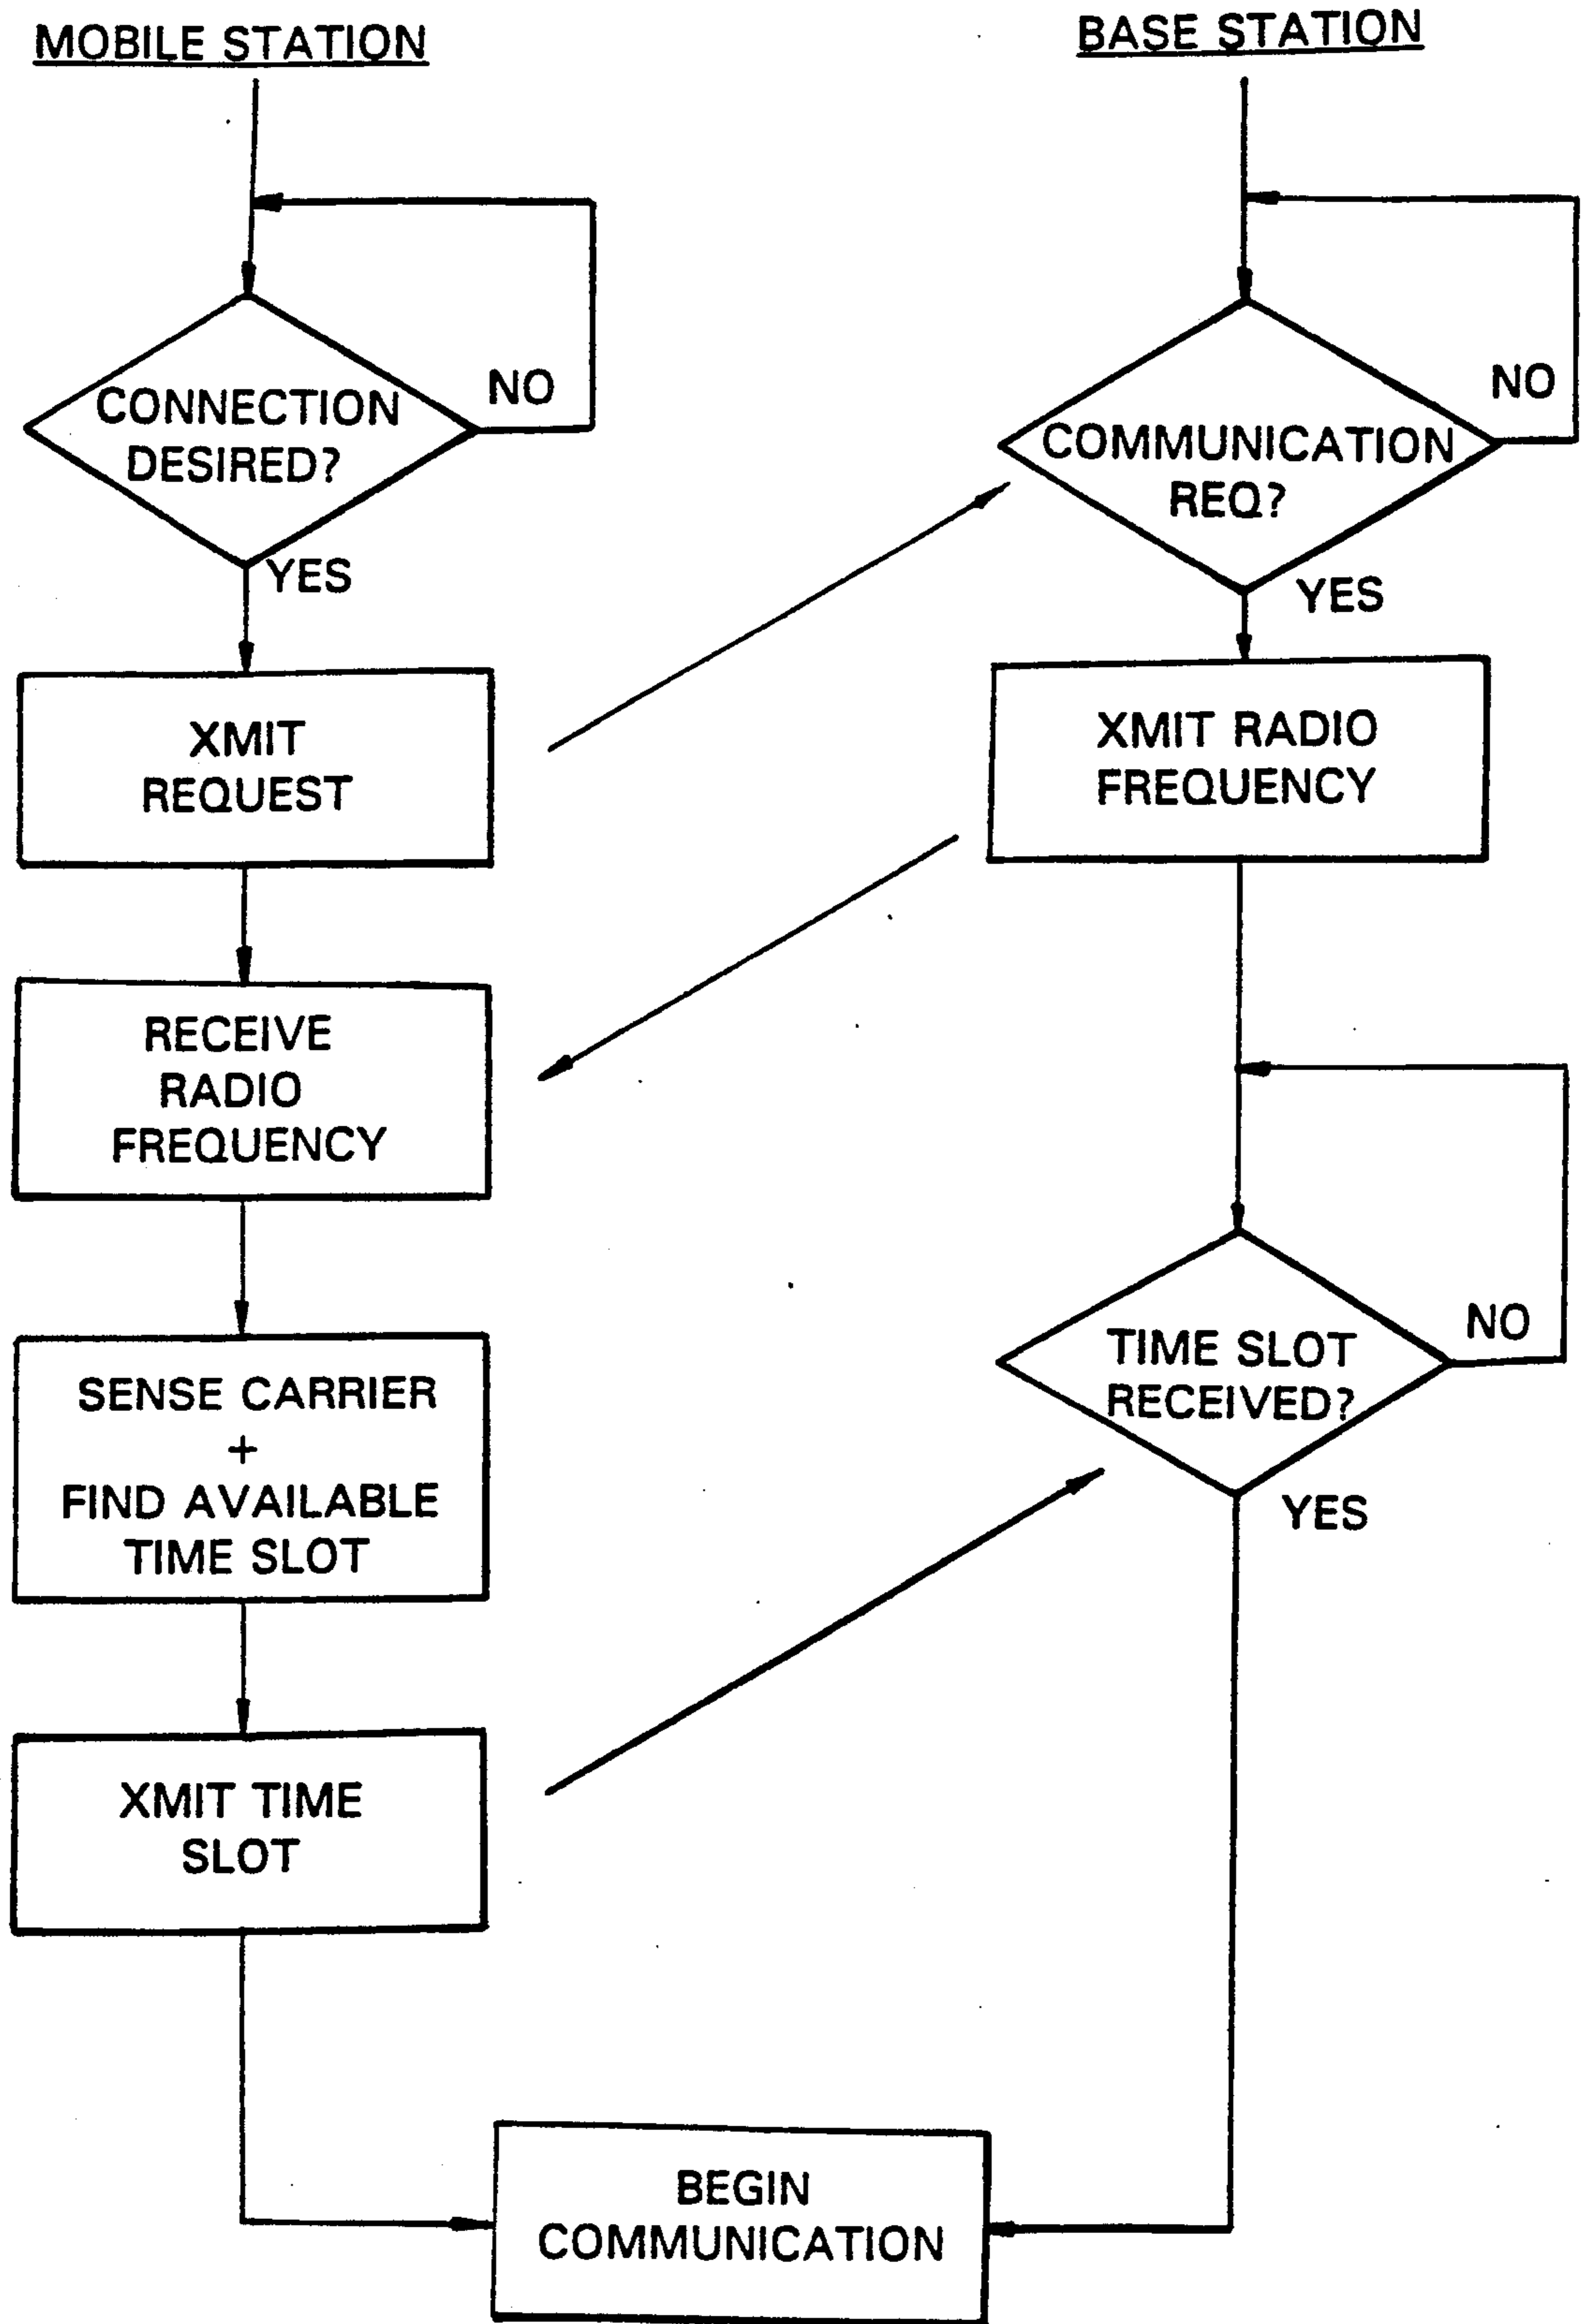 MOBILE STATION
BASE STATION
CONNECTION
DESIRED?
NO
YES
COMMUNICATION
REQ?
NO
YES
XMIT
REQUEST
XMIT RADIO
FREQUENCY
RECEIVE
RADIO
FREQUENCY
SENSE CARRIER
+
FIND AVAILABLE
TIME SLOT
TIME SLOT
RECEIVED?
NO
YES
XMIT TIME
SLOT
BEGIN
COMMUNICATION